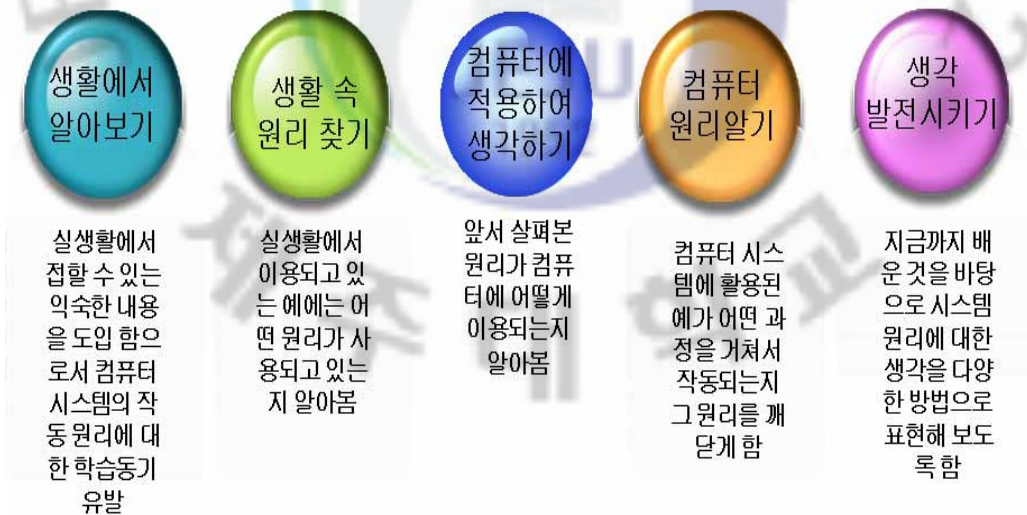 생활에서
알아보기
생활 속
원리 찾기
컴퓨터에
적용하여
생각하기
컴퓨터
원리알기
생각
발전시키기
실생활에서
접할 수 있는
익숙한 내용
을 도입 함으
로서 컴퓨터
시스템의 작
동원리에 대
한 학습동기
유발
실생활에서
이용되고 있
는 예에는 어
떤 원리가 사
용되고 있는
지 알아봄
앞서 살펴본
원리가 컴퓨
터에 어떻게
이용되는지
알아봄
컴퓨터 시스
템에 활용된
예가 어떤 과
정을 거쳐서
작동되는지
그 원리를 깨
닫게 함
지금까지 배
운 것을 바탕
으로 시스템
원리에 대한
생각을 다양
한 방법으로
표현해 보도
록 함